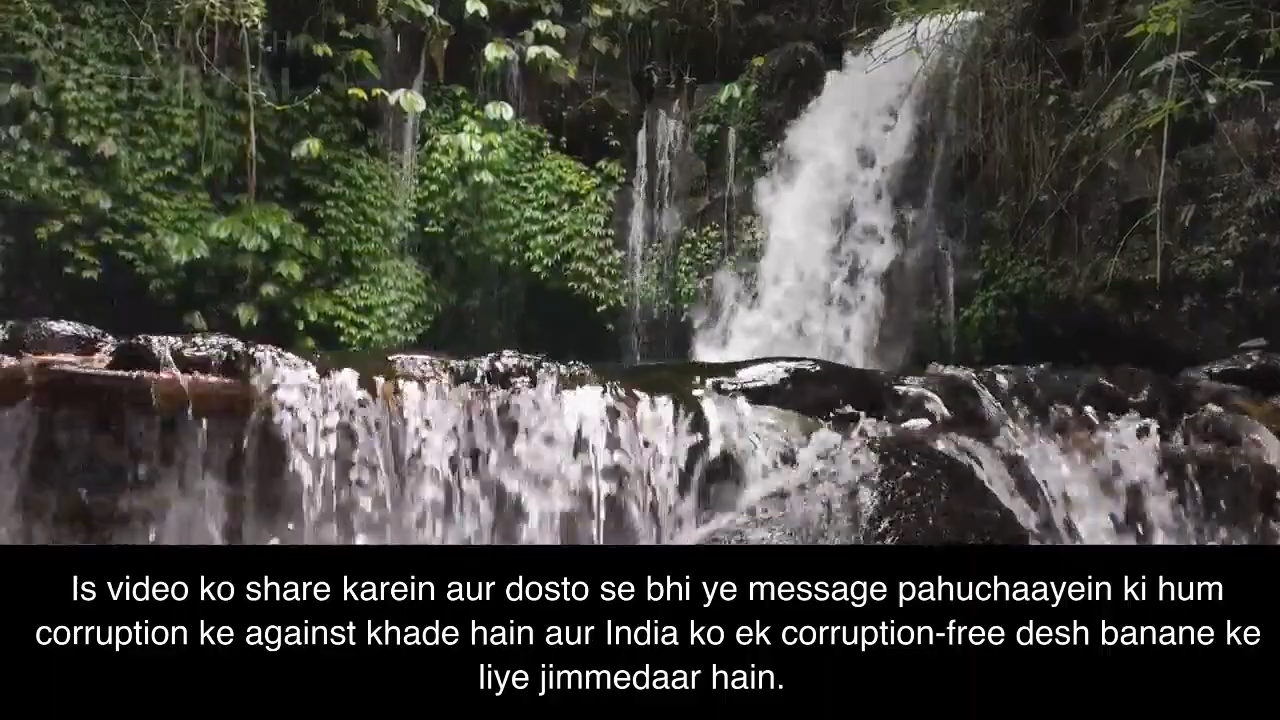 Is video ko share karein aur dosto se bhi ye message pahuchaayein ki hum
corruption ke against khade hain aur India ko ek corruption-free desh banane ke
liye jimmedaar hain.